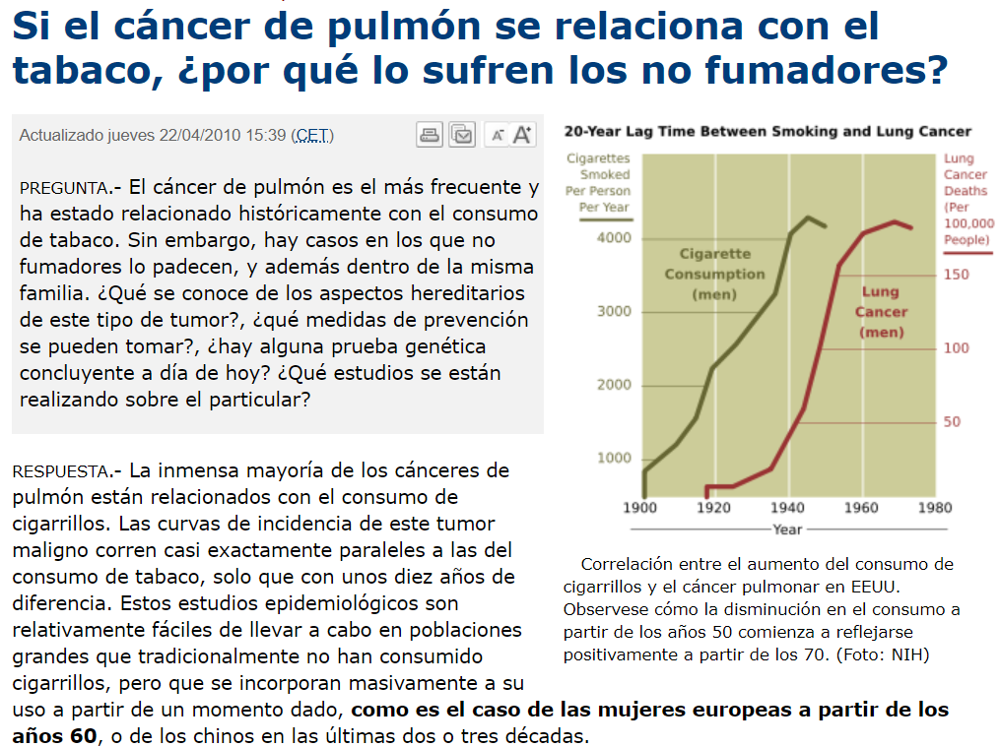 Si el cáncer de pulmón se relaciona con el
tabaco, ¿por qué lo sufren los no fumadores?
Actualizado jueves 22/04/2010 15:39 (CET)
A- A+
PREGUNTA.- El cáncer de pulmón es el más frecuente y
ha estado relacionado históricamente con el consumo
de tabaco. Sin embargo, hay casos en los que no
fumadores lo padecen, y además dentro de la misma
familia. ¿Qué se conoce de los aspectos hereditarios
de este tipo de tumor?, ¿qué medidas de prevención
se pueden tomar?, ¿hay alguna prueba genética
concluyente a día de hoy? ¿Qué estudios se están
realizando sobre el particular?
RESPUESTA.- La inmensa mayoría de los cánceres de
pulmón están relacionados con el consumo de
cigarrillos. Las curvas de incidencia de este tumor
maligno corren casi exactamente paraleles a las del
consumo de tabaco, solo que con unos diez años de
diferencia. Estos estudios epidemiológicos son
relativamente fáciles de llevar a cabo en poblaciones
grandes que tradicionalmente no han consumido
cigarrillos, pero que se incorporan masivamente a su
uso a partir de un momento dado, como es el caso de las mujeres europeas a partir de los
años 60, o de los chinos en las últimas dos o tres décadas.
20-Year Lag Time Between Smoking and Lung Cancer
Cigarettes
Smoked
Per Person
Per Year
4000
3000
2000
1000
Cigarette
Consumption
(men)
Lung
Cancer
(men)
Lung
Cancer
Deaths
(Per
100,000
People)
150
100
50
1900 1920 1940 1960 1980
Year
Correlación entre el aumento del consumo de
cigarrillos y el cáncer pulmonar en EEUU.
Observese cómo la disminución en el consumo a
partir de los años 50 comienza a reflejarse
positivamente a partir de los 70. (Foto: NIH)